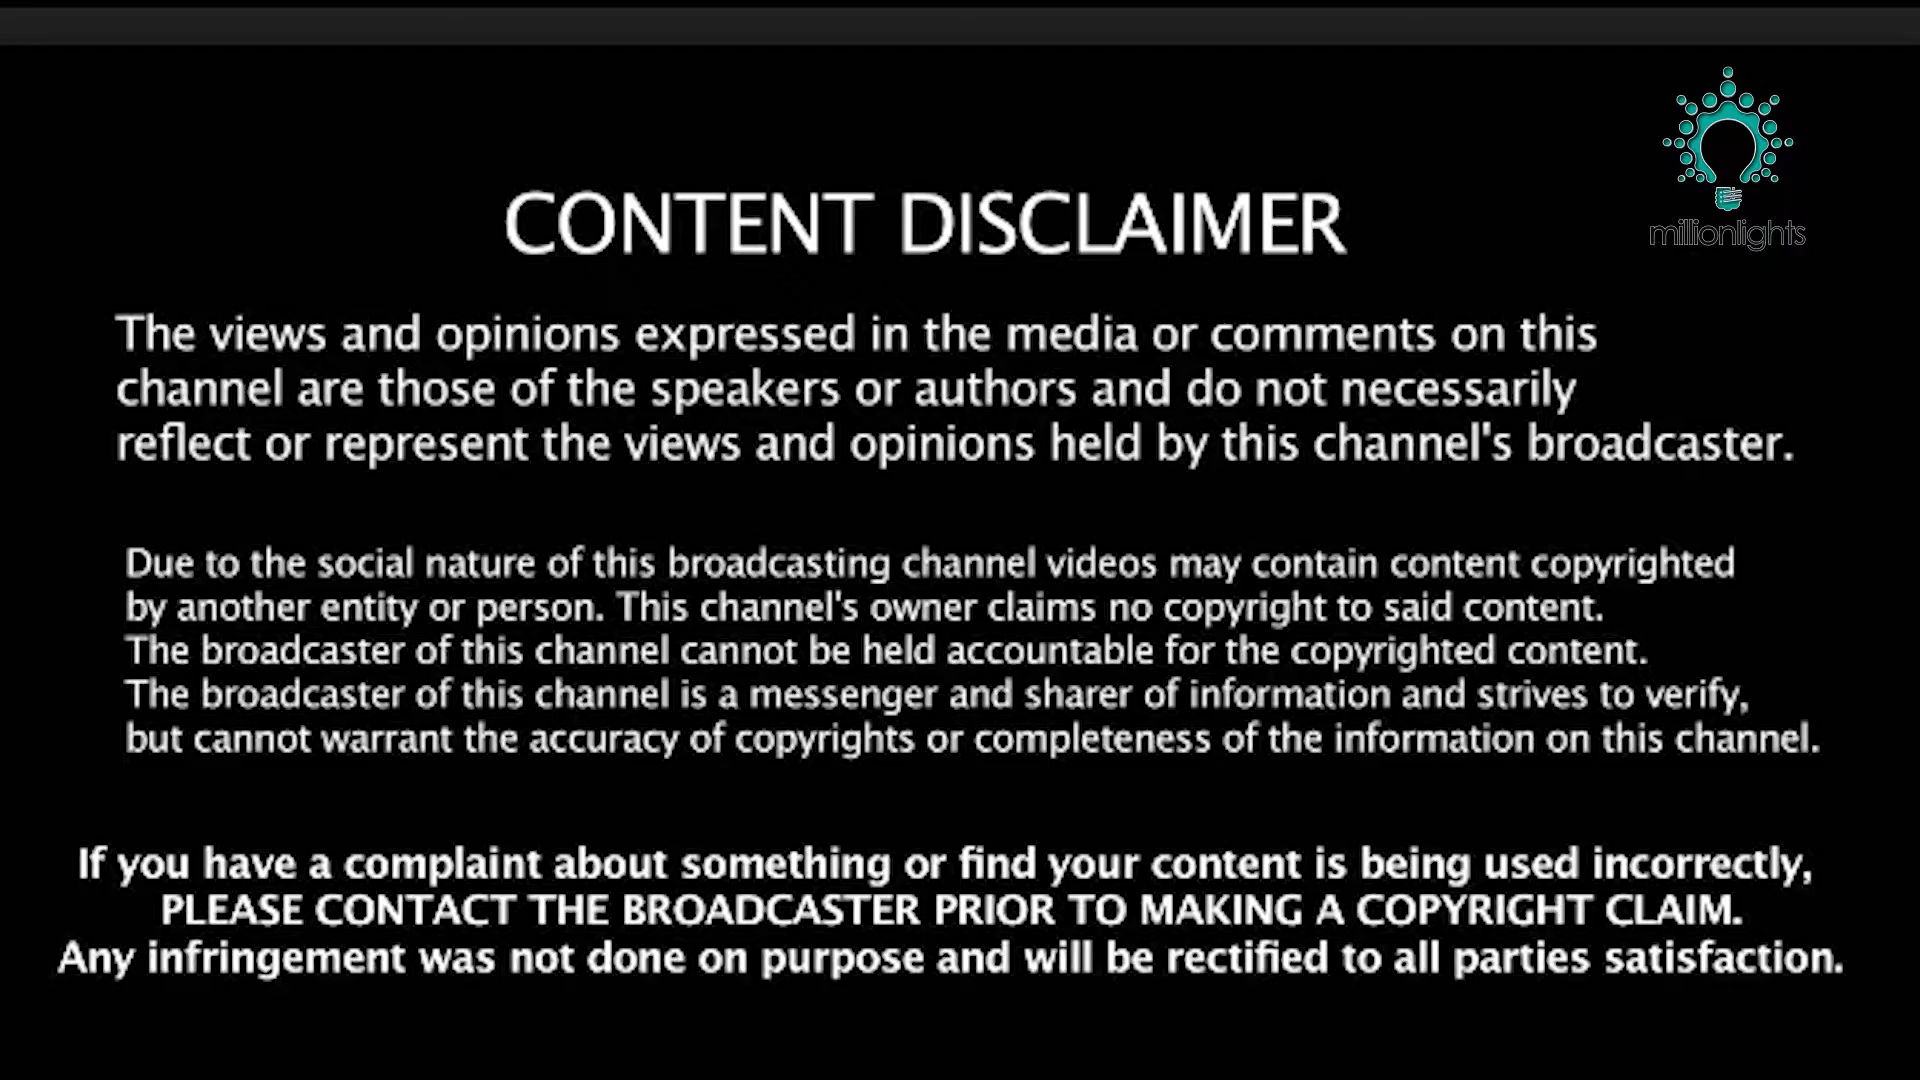 millionlights
CONTENT DISCLAIMER
The views and opinions expressed in the media or comments on this
channel are those of the speakers or authors and do not necessarily
reflect or represent the views and opinions held by this channel's broadcaster.
Due to the social nature of this broadcasting channel videos may contain content copyrighted
by another entity or person. This channel's owner claims no copyright to said content.
The broadcaster of this channel cannot be held accountable for the copyrighted content.
The broadcaster of this channel is a messenger and sharer of information and strives to verify,
but cannot warrant the accuracy of copyrights or completeness of the information on this channel.
If you have a complaint about something or find your content is being used incorrectly,
PLEASE CONTACT THE BROADCASTER PRIOR TO MAKING A COPYRIGHT CLAIM.
Any infringement was not done on purpose and will be rectified to all parties satisfaction.